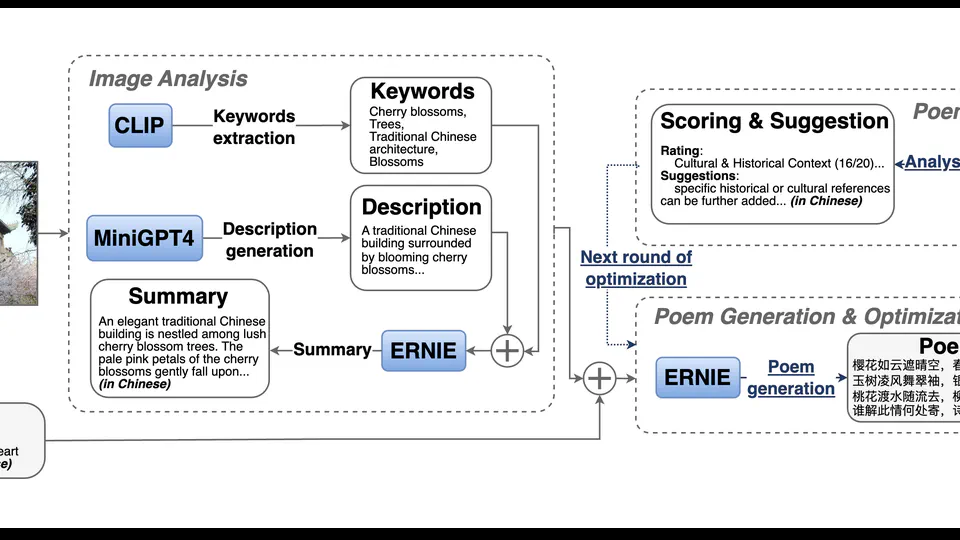 Image Analysis
CLIP
Keywords
extraction
Keywords
Cherry blossoms,
Trees,
Traditional Chinese
architecture,
Blossoms
MiniGPT4
Description
generation
Description
A traditional Chinese
building surrounded
by blooming cherry
blossoms...
Summary
An elegant traditional Chinese
building is nestled among lush
cherry blossom trees. The
pale pink petals of the cherry
blossoms gently fall upon...
(in Chinese)
Summary
ERNIE
Scoring & Suggestion
Rating:
Cultural & Historical Context (16/20)...
Suggestions:
specific historical or cultural references
can be further added... (in Chinese)
Next round of
optimization
Poem Generation & Optimizat
ERNIE
Poem
generation
樱花如云遮晴空，春
玉树凌风舞翠袖，银
桃花渡水随流去，柳
谁解此情何处寄，诗